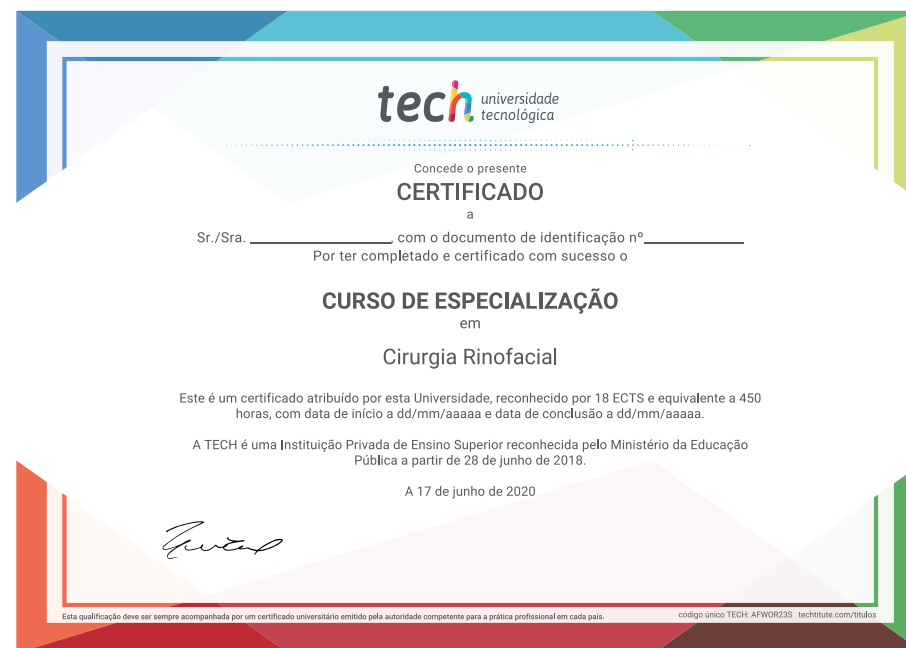 tech universidade
tecnológica
Concede o presente
CERTIFICADO
a
Sr./Sra. ____________________, com o documento de identificação nº______________
Por ter completado e certificado com sucesso o
CURSO DE ESPECIALIZAÇÃO
em
Cirurgia Rinofacial
Este é um certificado atribuído por esta Universidade, reconhecido por 18 ECTS e equivalente a 450
horas, com data de início a dd/mm/aaaaa e data de conclusão a dd/mm/aaaaa.
A TECH é uma Instituição Privada de Ensino Superior reconhecida pelo Ministério da Educação
Pública a partir de 28 de junho de 2018.
A 17 de junho de 2020
Esta qualificação deve ser sempre acompanhada por um certificado universitário emitido pela autoridade competente para a prática profissional em cada país.
código único TECH: AFWOR23S techtitute.com/titulos